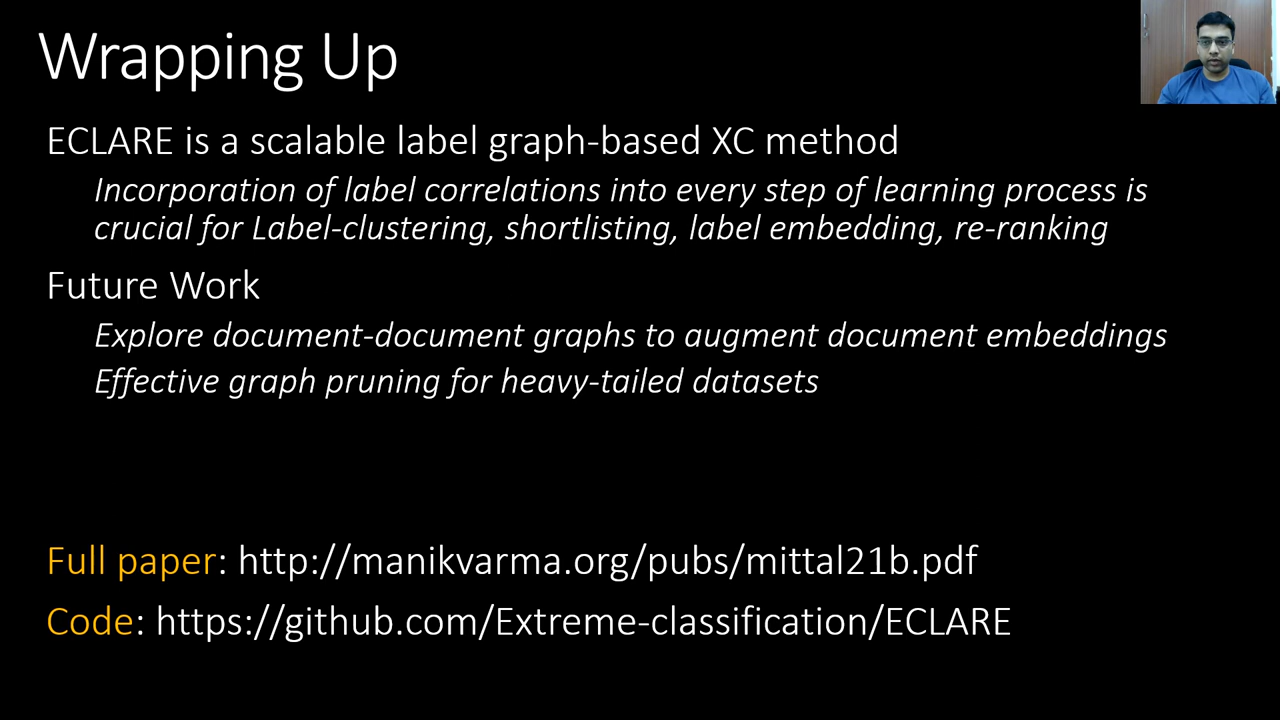 Wrapping Up
ECLARE is a scalable label graph-based XC method
Incorporation of label correlations into every step of learning process is
crucial for Label-clustering, shortlisting, label embedding, re-ranking
Future Work
Explore document-document graphs to augment document embeddings
Effective graph pruning for heavy-tailed datasets
Full paper: http://manikvarma.org/pubs/mittal21b.pdf
Code: https://github.com/Extreme-classification/ECLARE